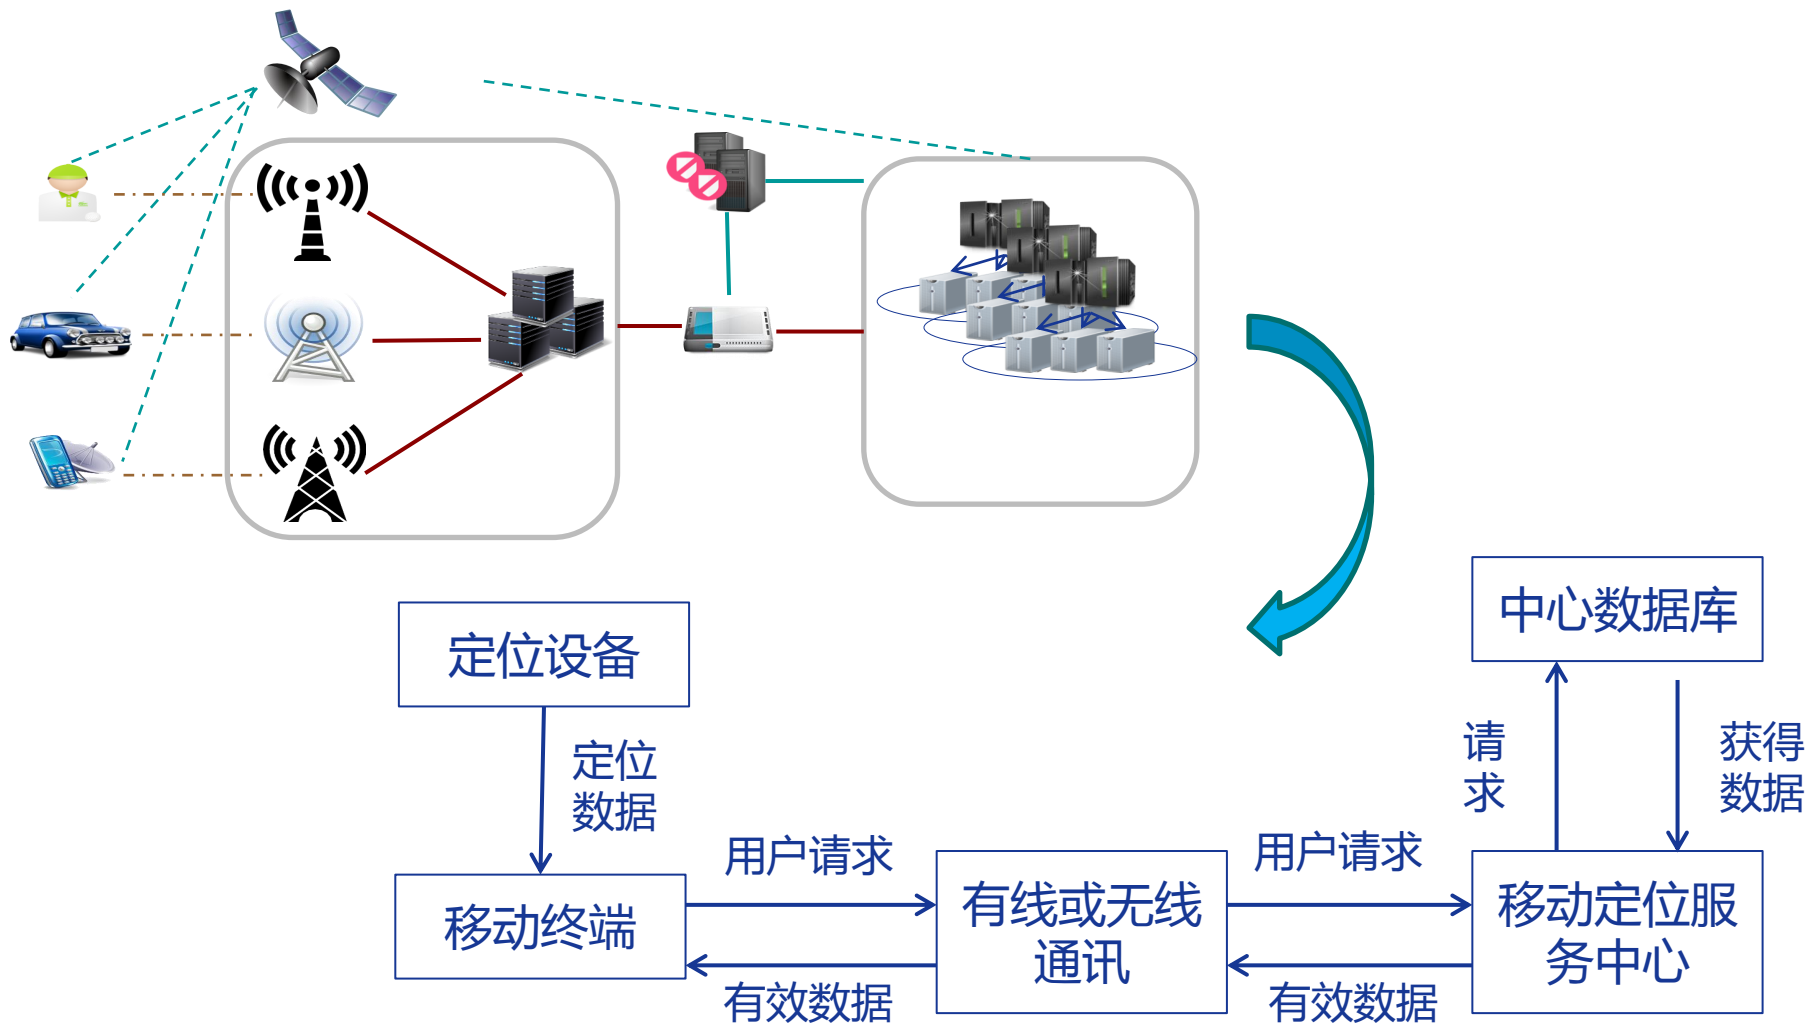 中心数据库
定位设备
定位
数据
请
求
获得
数据
用户请求
用户请求
移动终端
有线或无线
通讯
移动定位服
务中心
有效数据
有效数据